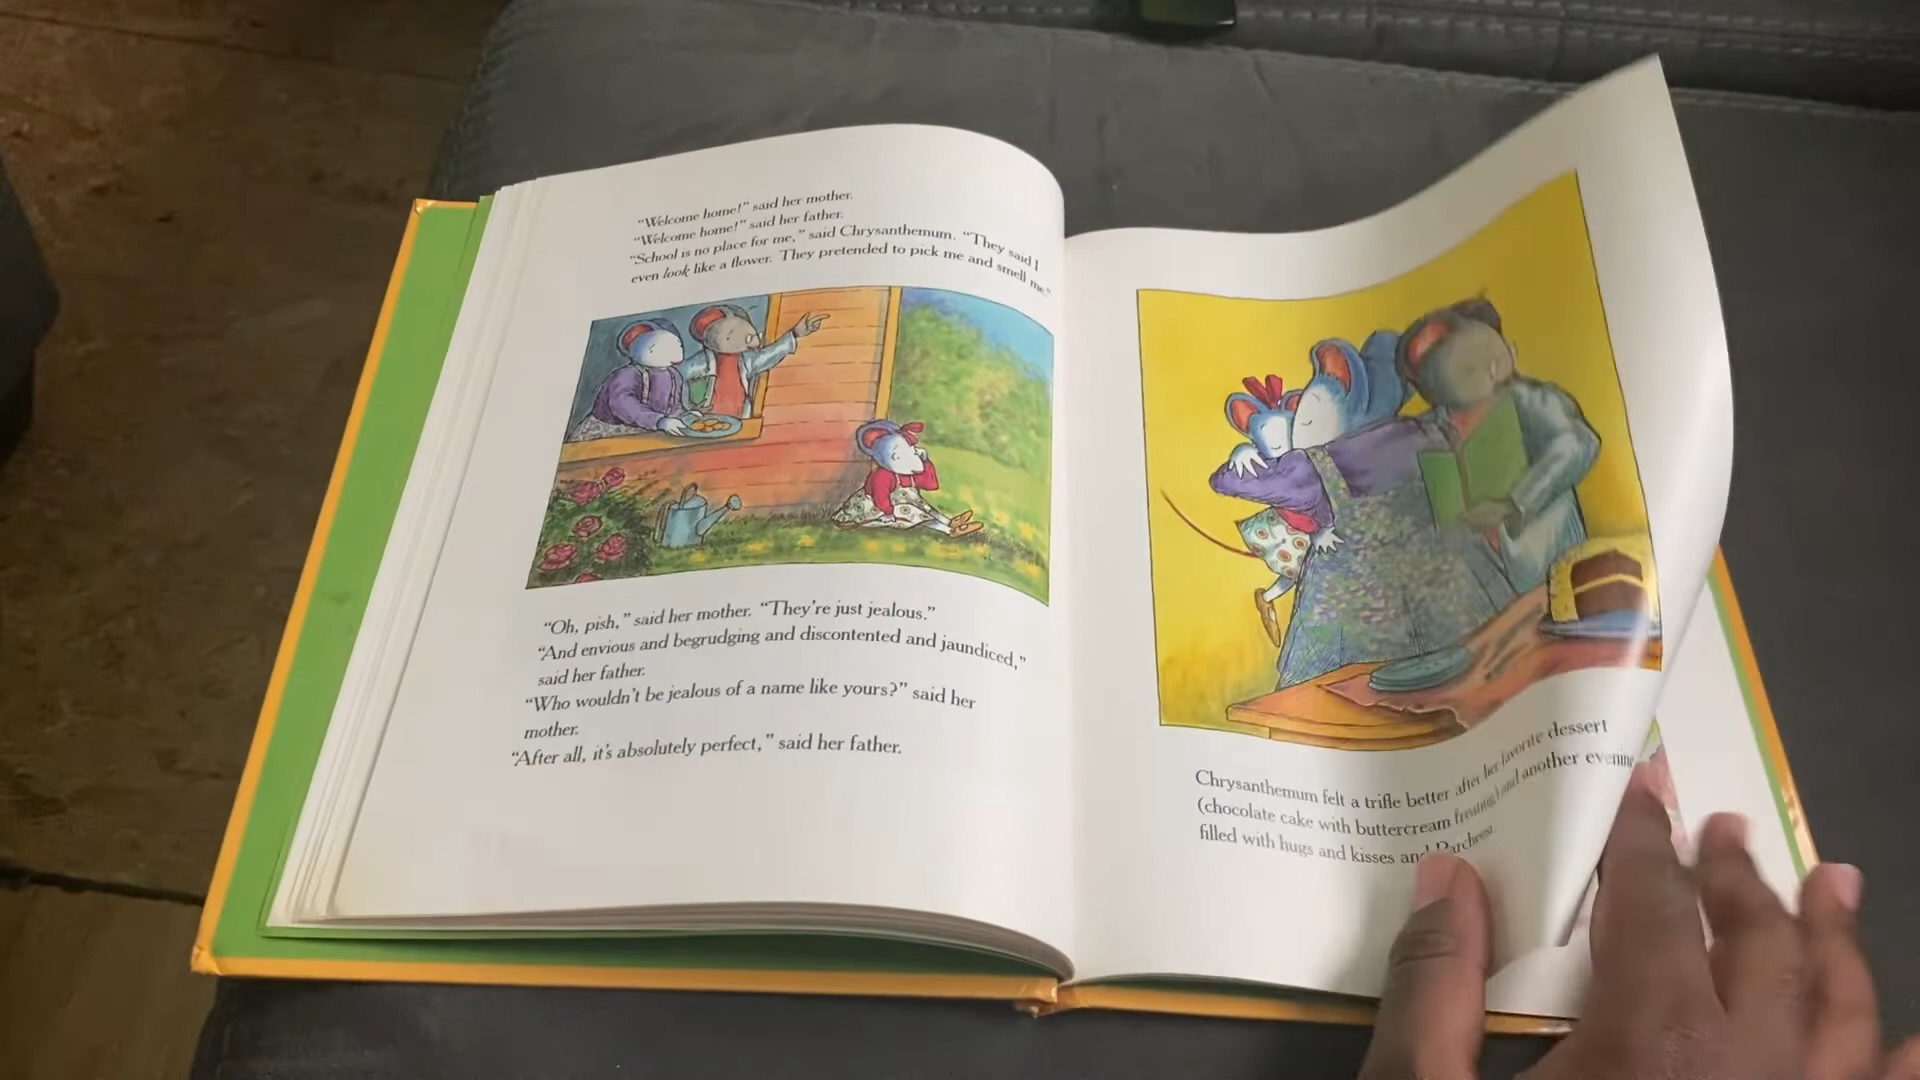 “Welcome home!” said her mother.
“Welcome home!” said her father.
“School is no place for me,” said Chrysanthemum. “They said I
even look like a flower. They pretended to pick me and smell me.”
“Oh, pish,” said her mother. “They’re just jealous.”
“And envious and begrudging and discontented and jaundiced,”
said her father.
“Who wouldn’t be jealous of a name like yours?” said her
mother.
“After all, it’s absolutely perfect,” said her father.
Chrysanthemum felt a trifle better after her favorite dessert
(chocolate cake with buttercream frosting) and another evening
filled with hugs and kisses and Parcheesi.